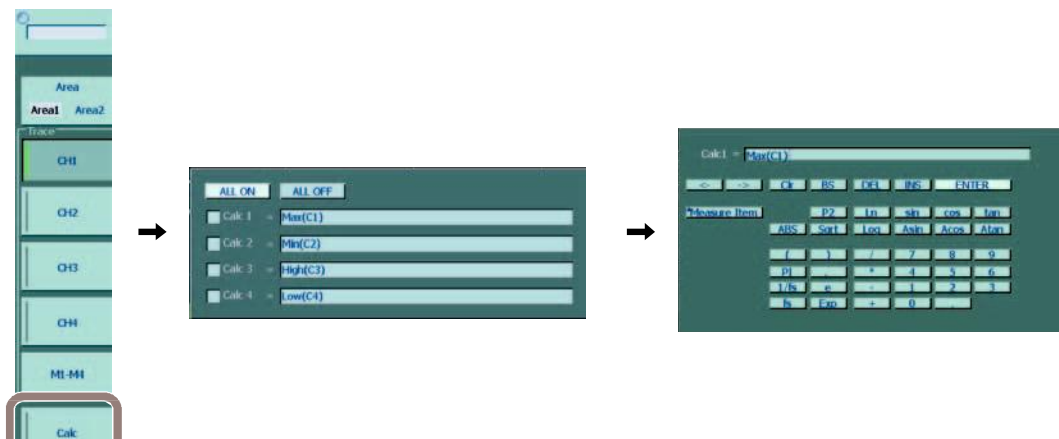 Area
Area1 Area2
Trace
CH1
CH2
CH3
CH4
M1-M4
Calc
ALL ON ALL OFF
Calc 1 = Max(C1)
Calc 2 = Min(C2)
Calc 3 = High(C3)
Calc 4 = Low(C4)
Calc1 = Max(C1)
<- -> Clr BS DEL INS ENTER
Measure Item P2 Ln sin cos tan
ABS Sqrt Log Asin Acos Atan
( ) / 7 8 9
PI , * 4 5 6
1/fs e - 1 2 3
fs Exp + 0 .